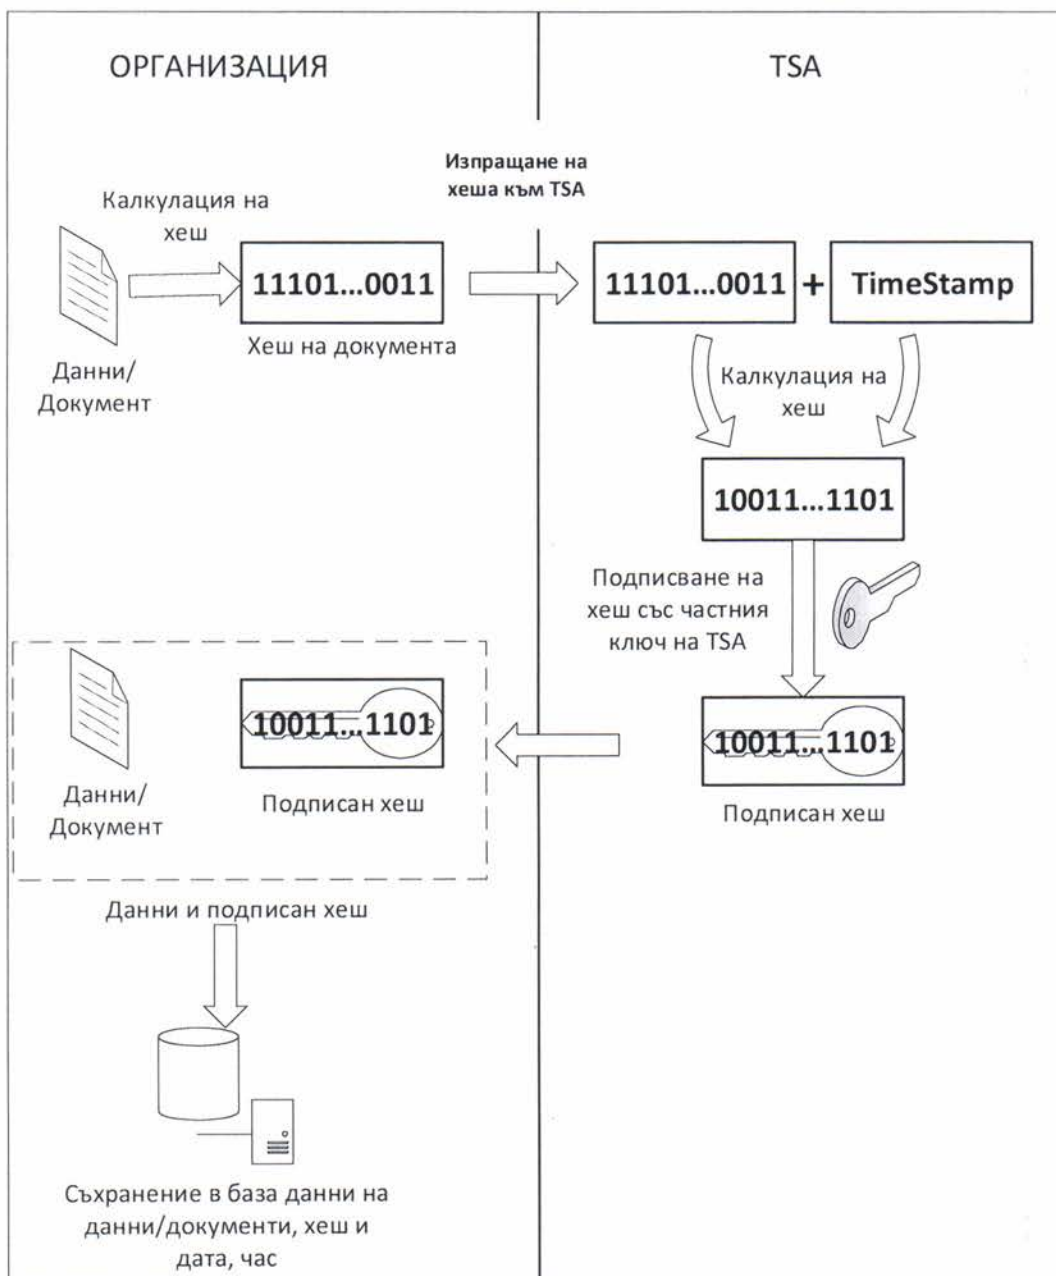 ОРГАНИЗАЦИЯ
TSA
Изпращане на
хеша към TSA
Калкулация на
хеш
11101...0011
11101...0011
+
TimeStamp
Хеш на документа
Данни/
Документ
Калкулация на
хеш
10011...1101
Подписване на
хеш със частния
ключ на TSA
10011...1101
10011...1101
Данни/
Документ
Подписан хеш
Подписан хеш
Данни и подписан хеш
Съхранение в база данни на
данни/документи, хеш и
дата, час